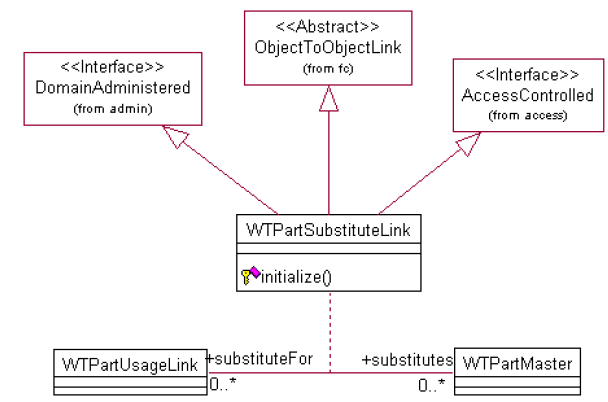 <<Abstract>>
ObjectToObjectLink
(from fc)
<<Interface>>
DomainAdministered
(from admin)
<<Interface>>
AccessControlled
(from access)
WTPartSubstituteLink
initialize()
WTPartUsageLink
+substituteFor
0..*
+substitutes
0..*
WTPartMaster